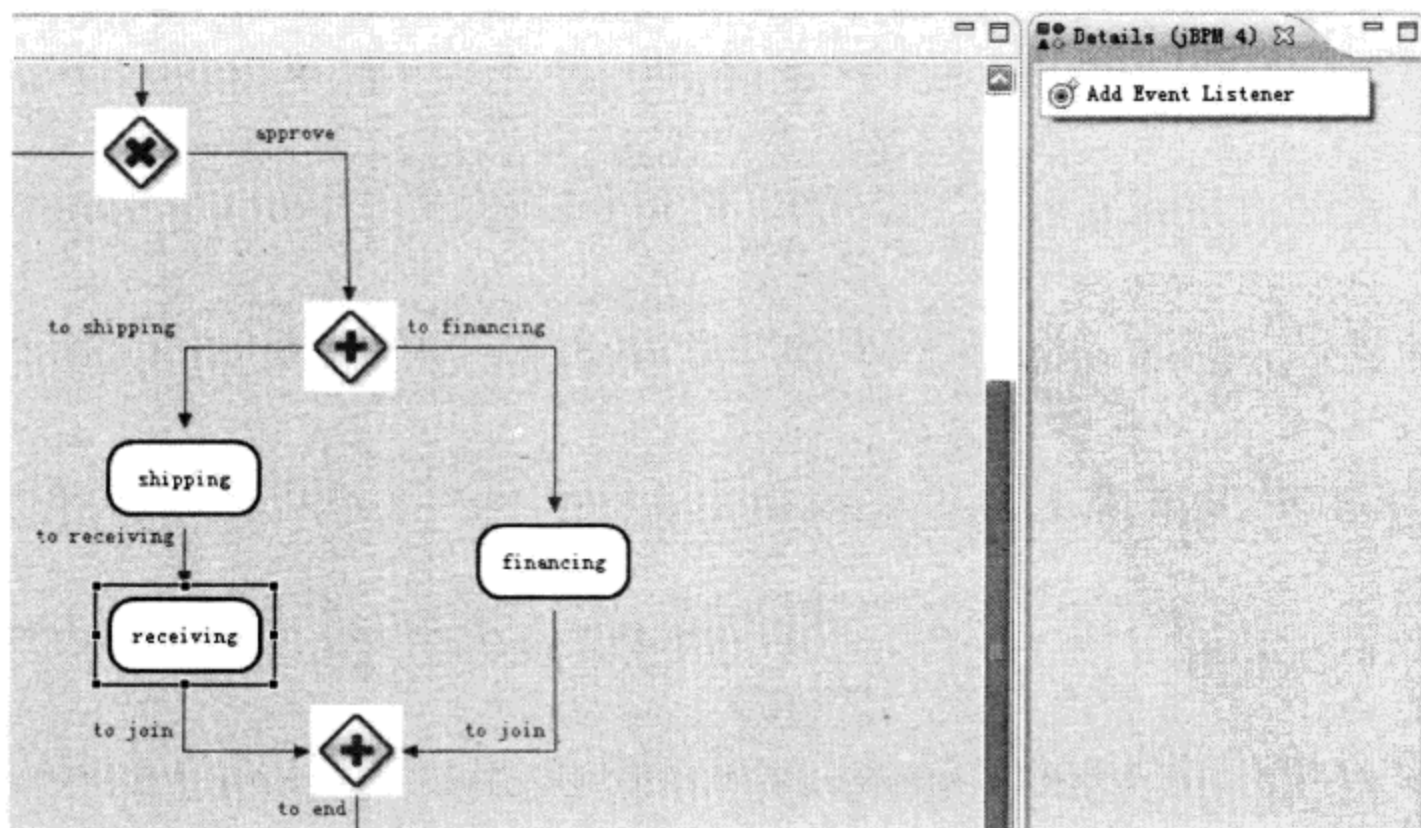 Details (jBPM 4)
Add Event Listener
approve
to shipping
to financing
shipping
to receiving
financing
receiving
to join
to join
to end